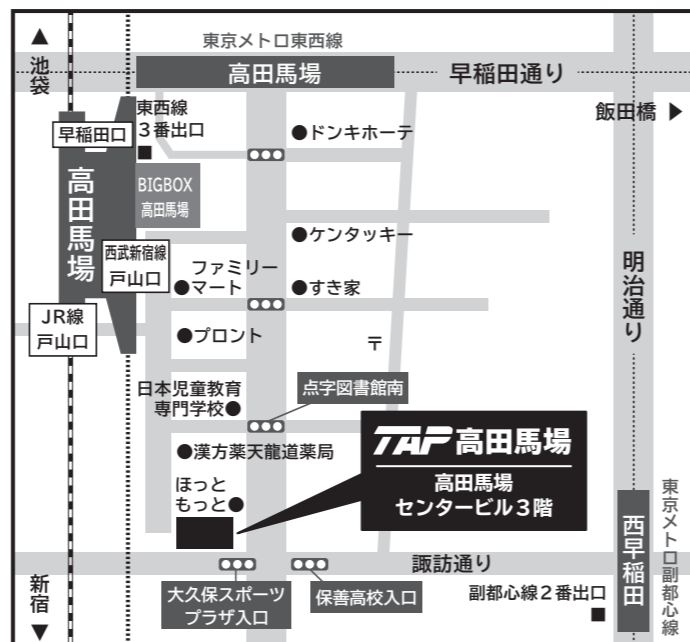 東京メトロ東西線
▲
池袋
高田馬場
早稲田通り
飯田橋 ▶
東西線
3番出口
■
早稲田口
●ドンキホーテ
BIGBOX
高田馬場
高田馬場
●ケンタッキー
西武新宿線
戸山口
ファミリー
●マート
●すき家
明治通り
JR線
戸山口
●プロント
〒
日本児童教育
専門学校●
点字図書館南
●漢方薬天龍道薬局
TAP高田馬場
高田馬場
センタービル3階
ほっと
もっと●
諏訪通り
西早稲田
東京メトロ副都心線
新宿
▼
大久保スポーツ
プラザ入口
保善高校入口
副都心線2番出口
■